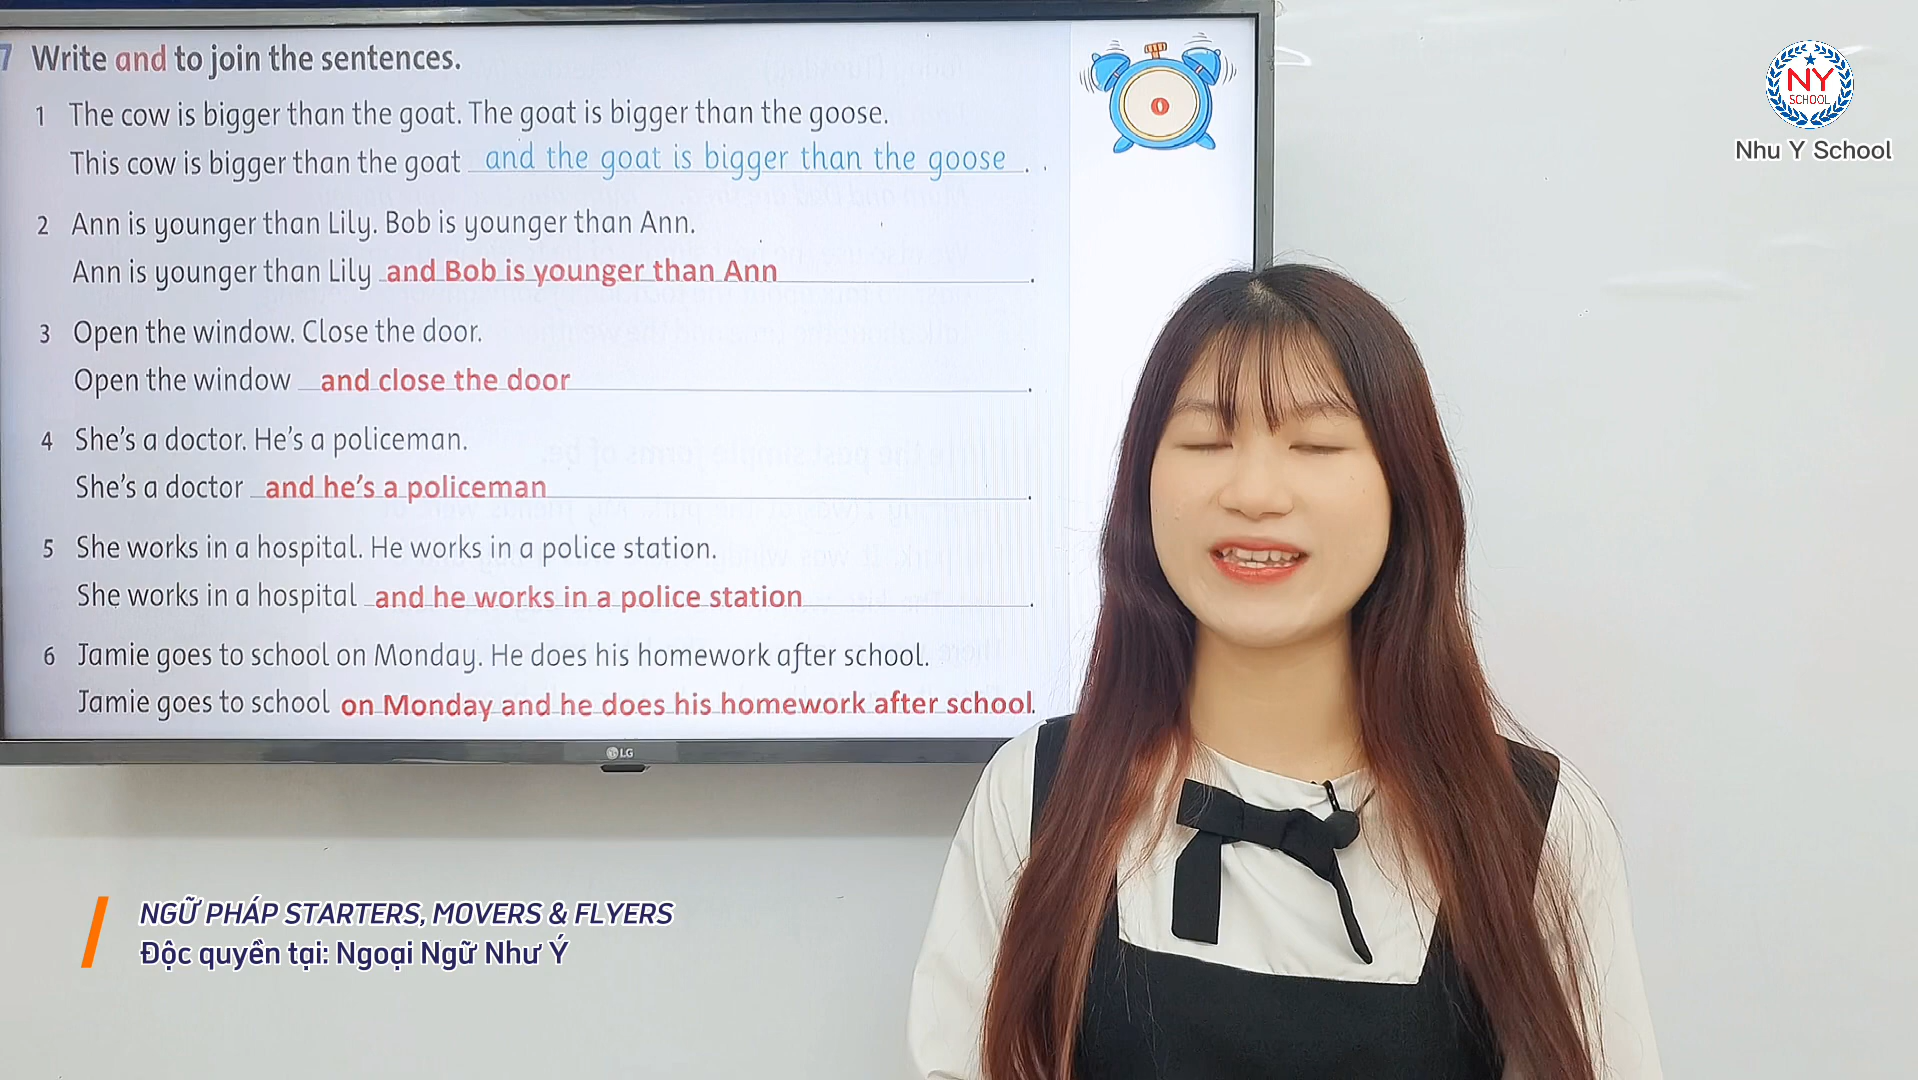 7 Write and to join the sentences.
1 The cow is bigger than the goat. The goat is bigger than the goose.
This cow is bigger than the goat and the goat is bigger than the goose.
2 Ann is younger than Lily. Bob is younger than Ann.
Ann is younger than Lily and Bob is younger than Ann.
3 Open the window. Close the door.
Open the window and close the door.
4 She's a doctor. He's a policeman.
She's a doctor and he's a policeman.
5 She works in a hospital. He works in a police station.
She works in a hospital and he works in a police station.
6 Jamie goes to school on Monday. He does his homework after school.
Jamie goes to school on Monday and he does his homework after school.
0
LG
NY
SCHOOL
Nhu Y School
NGỮ PHÁP STARTERS, MOVERS & FLYERS
Độc quyền tại: Ngoại Ngữ Như Ý